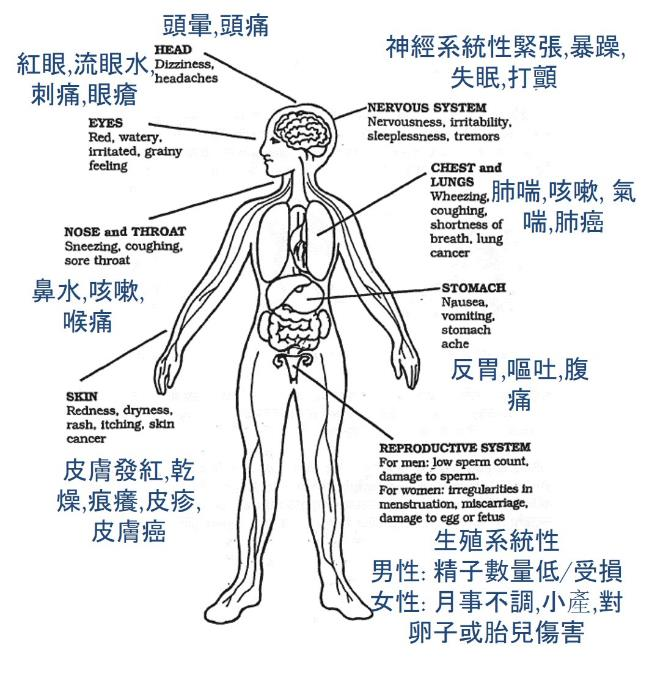 頭暈,頭痛
HEAD
Dizziness,
headaches
紅眼,流眼水,
刺痛,眼瘡
EYES
Red, watery,
irritated, grainy
feeling
神經系統性緊張,暴躁,
失眠,打顫
NERVOUS SYSTEM
Nervousness, irritability,
sleeplessness, tremors
CHEST and
LUNGS
Wheezing,
coughing,
shortness of
breath, lung
cancer
肺喘,咳嗽, 氣
喘,肺癌
NOSE and THROAT
Sneezing, coughing,
sore throat
鼻水,咳嗽,
喉痛
STOMACH
Nausea,
vomiting,
stomach
ache
反胃,嘔吐,腹
痛
SKIN
Redness, dryness,
rash, itching, skin
cancer
皮膚發紅,乾
燥,痕癢,皮疹,
皮膚癌
REPRODUCTIVE SYSTEM
For men: low sperm count,
damage to sperm.
For women: irregularities in
menstruation, miscarriage,
damage to egg or fetus
生殖系統性
男性: 精子數量低/受損
女性: 月事不調,小產,對
卵子或胎兒傷害